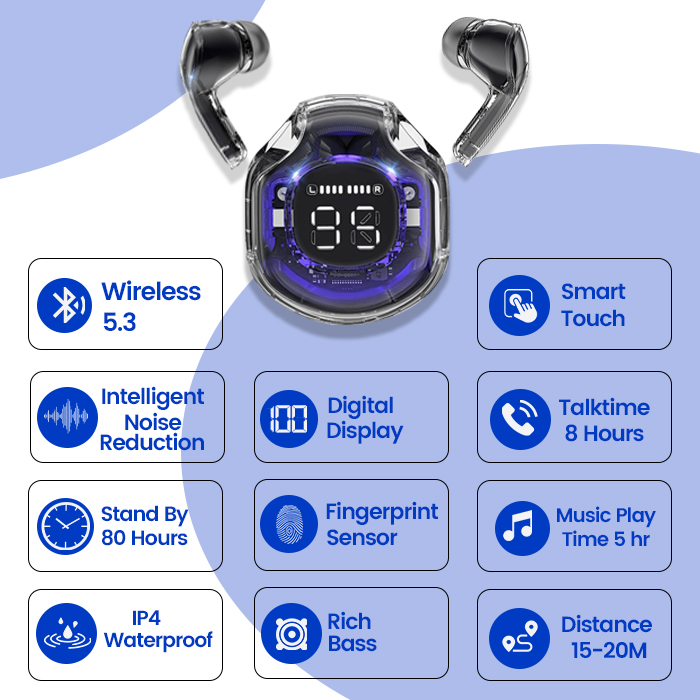 L R
95
Wireless
5.3
Smart
Touch
Intelligent
Noise
Reduction
100
Digital
Display
Talktime
8 Hours
Stand By
80 Hours
Fingerprint
Sensor
Music Play
Time 5 hr
IP4
Waterproof
Rich
Bass
Distance
15-20M